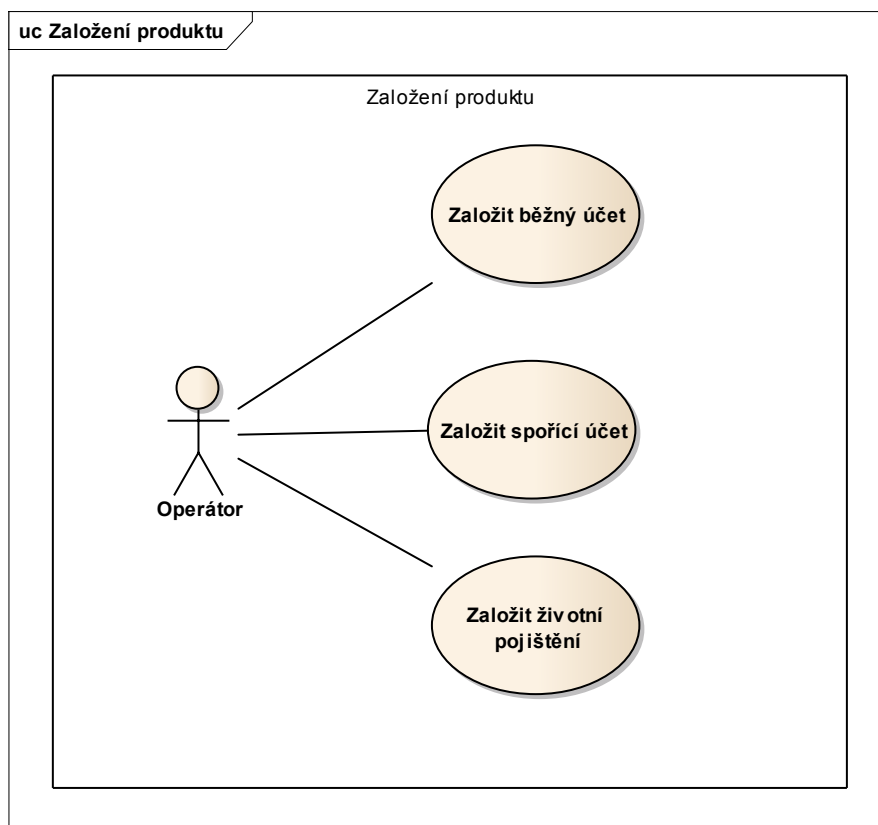 uc Založení produktu
Založení produktu
Založit běžný účet
Založit spořící účet
Operátor
Založit životní
pojištění